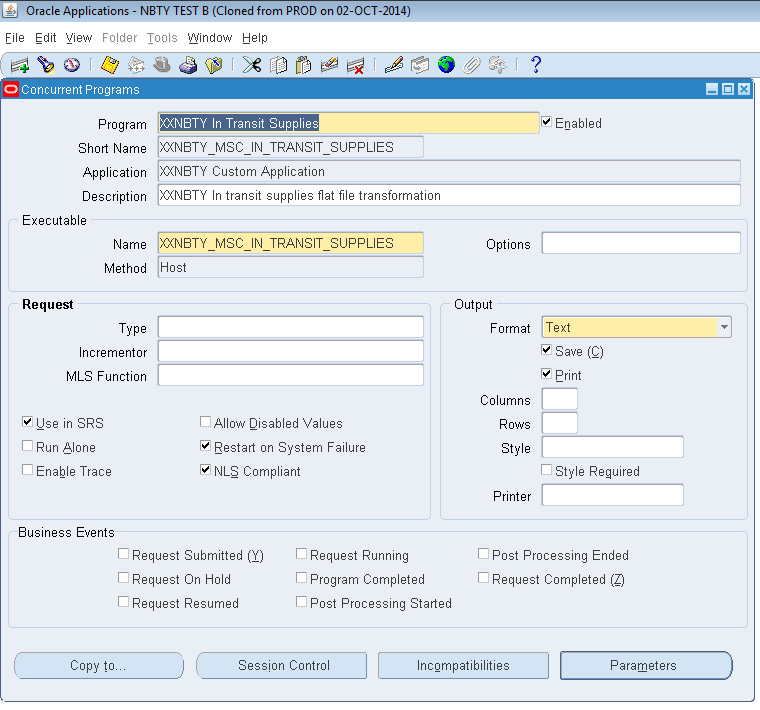 Oracle Applications - NBTY TEST B (Cloned from PROD on 02-OCT-2014)
File Edit View Folder Tools Window Help
?
Concurrent Programs
Program XXNBTY In Transit Supplies Enabled
Short Name XXNBTY_MSC_IN_TRANSIT_SUPPLIES
Application XXNBTY Custom Application
Description XXNBTY In transit supplies flat file transformation
Executable
Name XXNBTY_MSC_IN_TRANSIT_SUPPLIES Options
Method Host
Request Output
Type Format Text
Incrementor Save (C)
MLS Function Print
Columns
Use in SRS Allow Disabled Values Rows
Run Alone Restart on System Failure Style
Enable Trace NLS Compliant Style Required
Printer
Business Events
Request Submitted (Y) Request Running Post Processing Ended
Request On Hold Program Completed Request Completed (Z)
Request Resumed Post Processing Started
Copy to... Session Control Incompatibilities Parameters